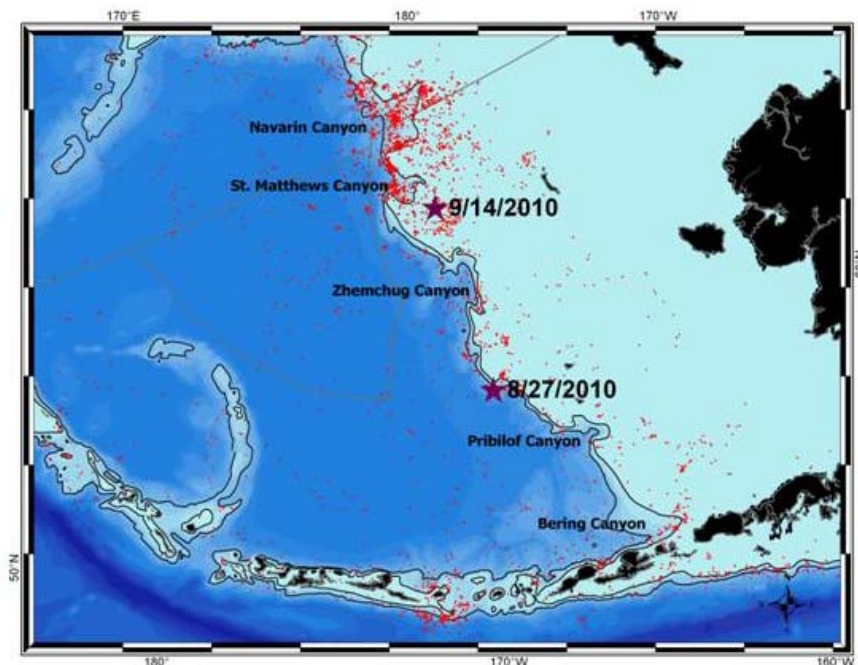 170°E 180° 170°W
Navarin Canyon
St. Matthews Canyon
9/14/2010
Zhemchug Canyon
8/27/2010
Pribilof Canyon
Bering Canyon
50°N
180° 170°W 160°W